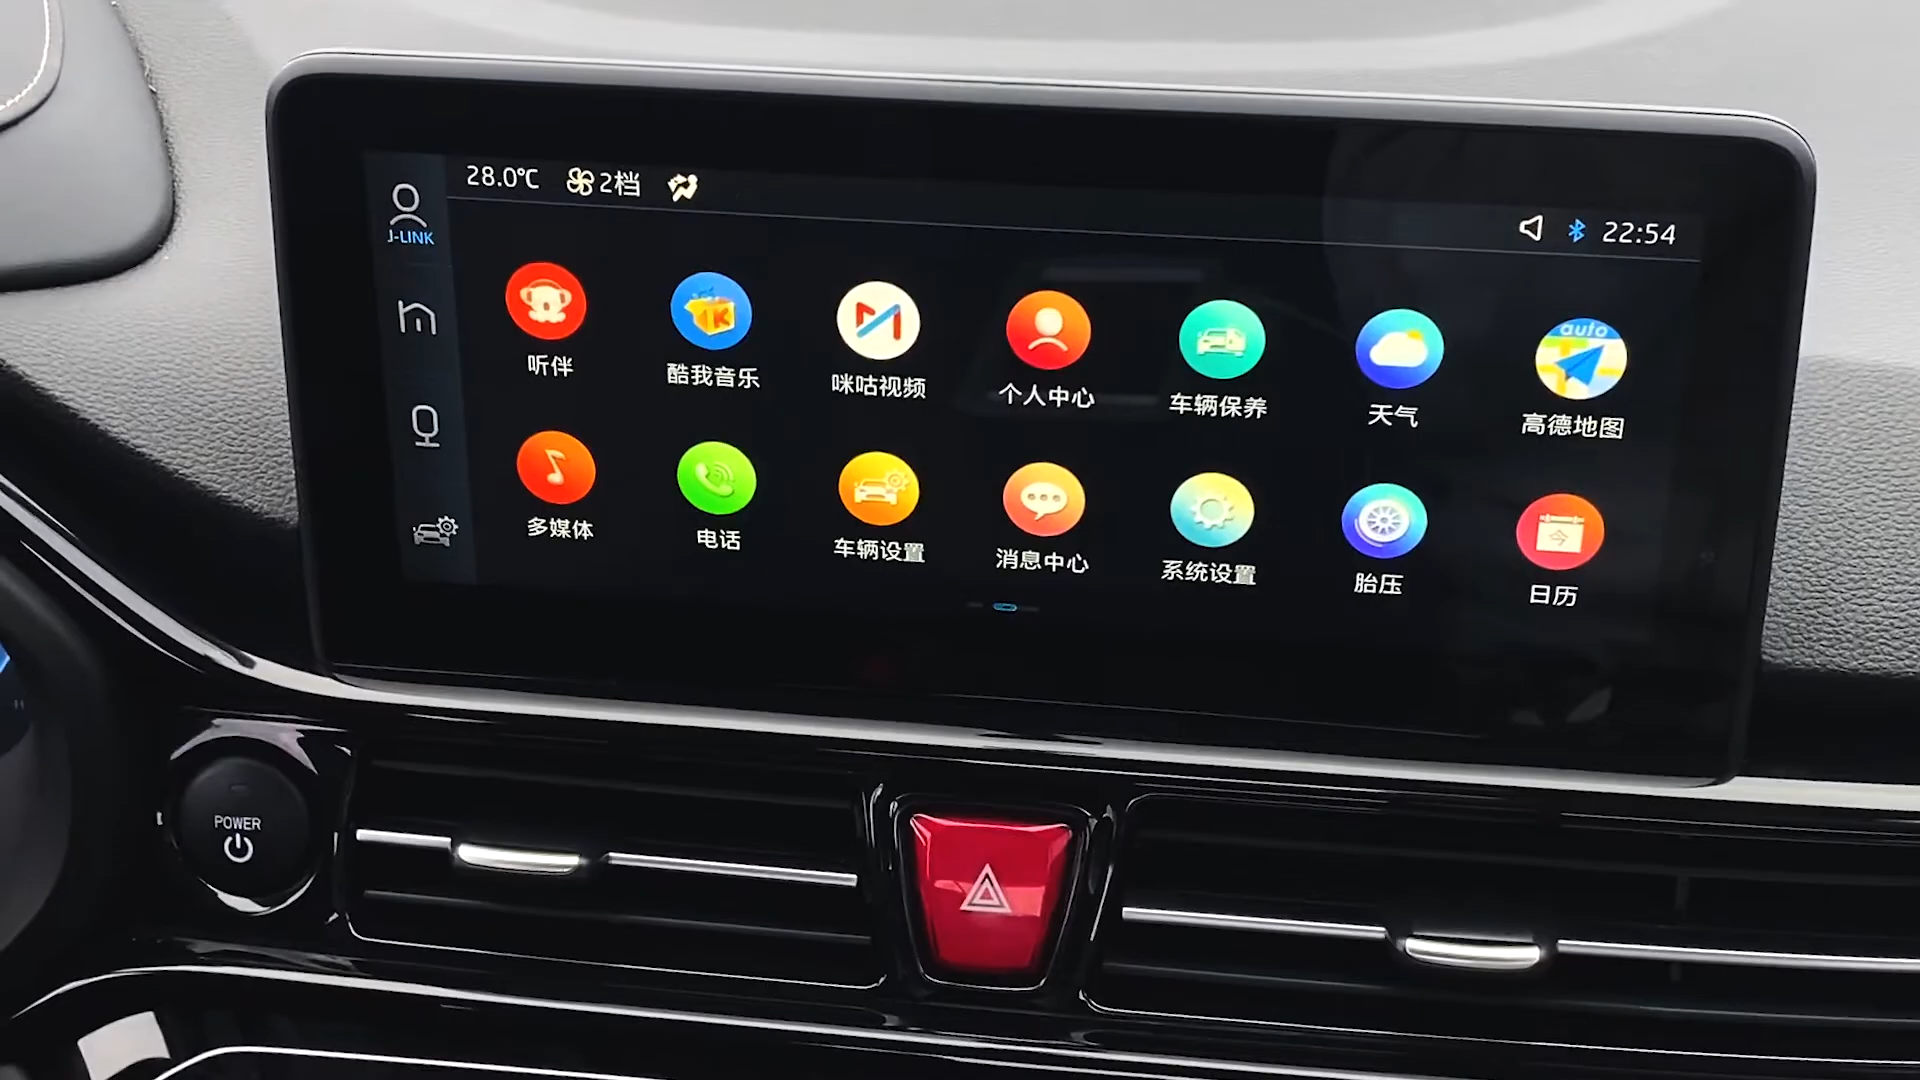 28.0℃ 2档
22:54
J-LINK
听伴 酷我音乐 咪咕视频 个人中心 车辆保养 天气 auto 高德地图
多媒体 电话 车辆设置 消息中心 系统设置 胎压 今 日历
POWER